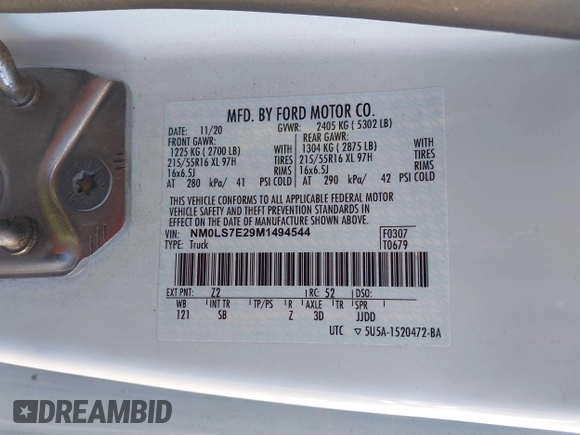 MFD. BY FORD MOTOR CO.
DATE: 11/20 GVWR: 2405 KG ( 5302 LB)
FRONT GAWR: REAR GAWR:
1225 KG ( 2700 LB) 1304 KG ( 2875 LB)
215/55R16 XL 97H TIRES 215/55R16 XL 97H TIRES
16x6.5J RIMS 16x6.5J RIMS
AT 280 kPa/ 41 PSI COLD AT 290 kPa/ 42 PSI COLD
THIS VEHICLE CONFORMS TO ALL APPLICABLE FEDERAL MOTOR
VEHICLE SAFETY AND THEFT PREVENTION STANDARDS IN
EFFECT ON THE DATE OF MANUFACTURE SHOWN ABOVE.
VIN: NM0LS7E29M1494544 F0307
TYPE: Truck T0679
EXT PNT: Z2 RC: 52 DSO:
WB INT TR TP/PS R AXLE TR SPR
121 SB Z 3D JJDD
UTC ▽ 5U5A-1520472-BA
DREAMBID